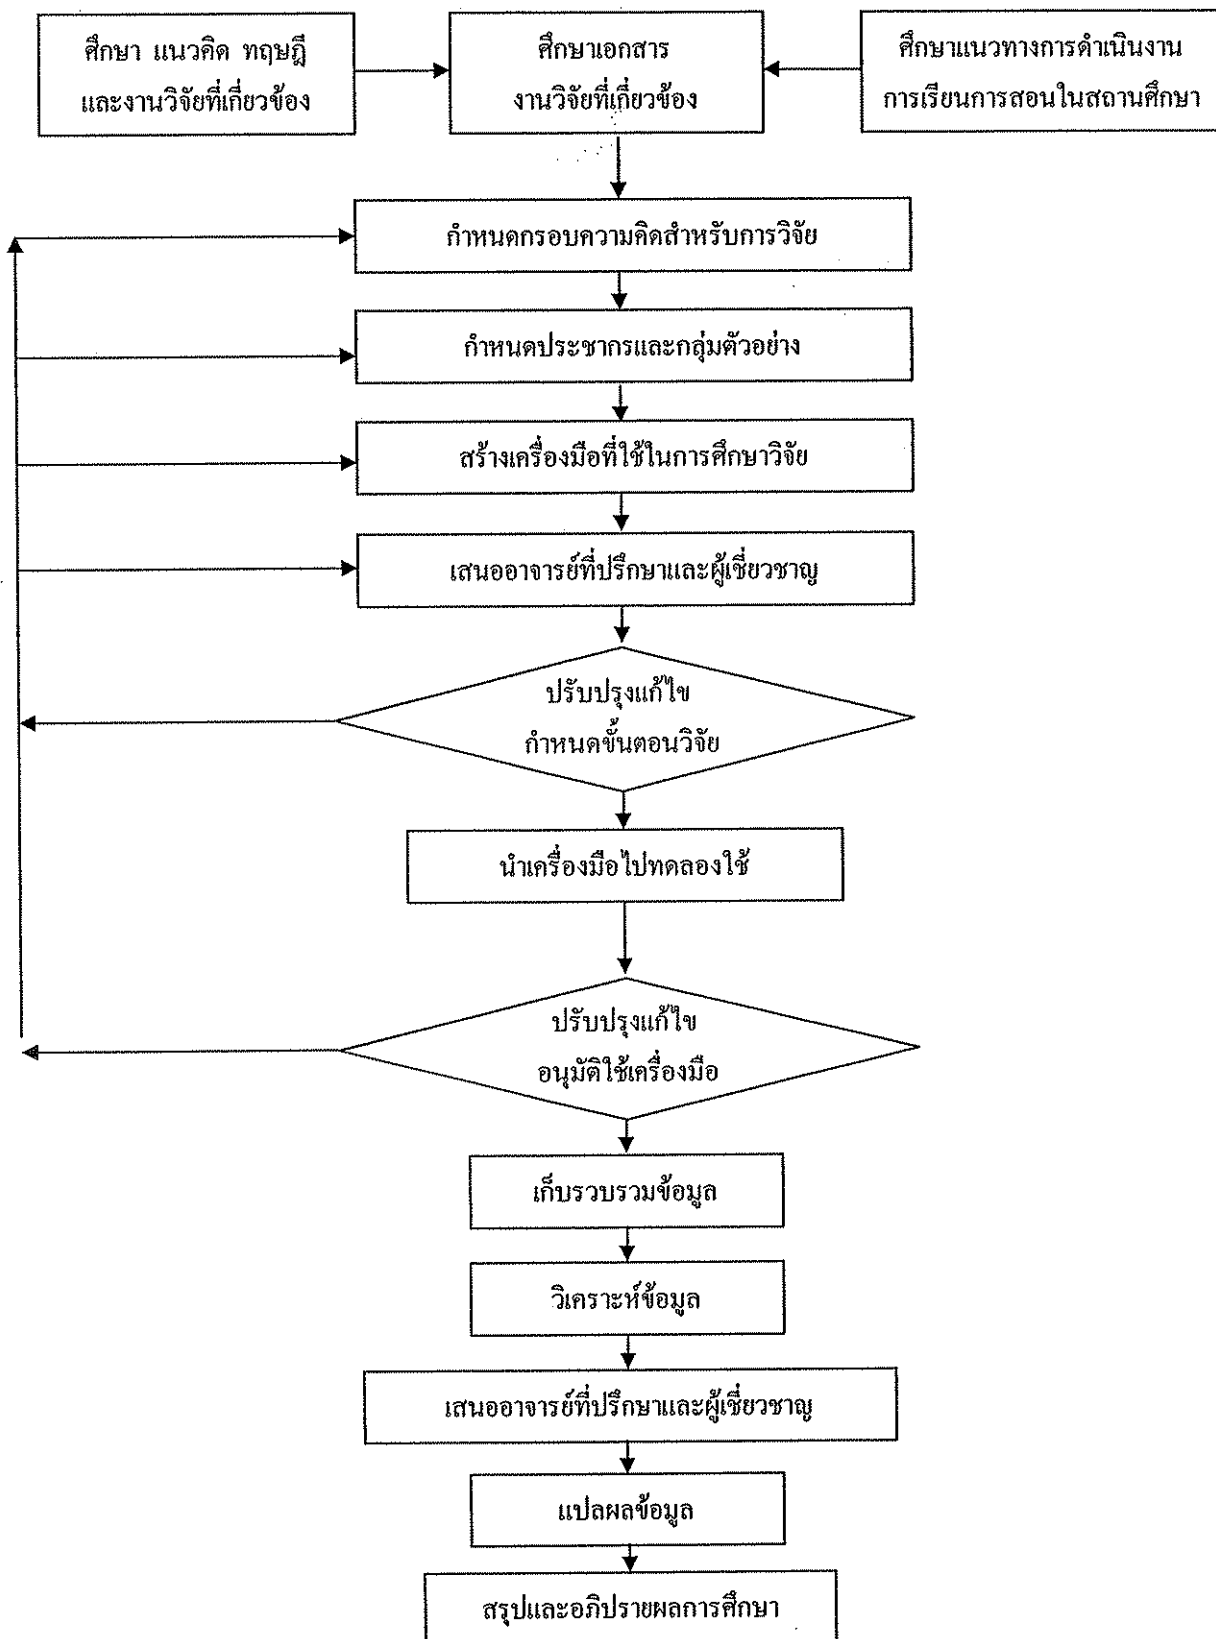 ศึกษา แนวคิด ทฤษฎี
และงานวิจัยที่เกี่ยวข้อง
ศึกษาเอกสาร
งานวิจัยที่เกี่ยวข้อง
ศึกษาแนวทางการดำเนินงาน
การเรียนการสอนในสถานศึกษา
กำหนดกรอบความคิดสำหรับการวิจัย
กำหนดประชากรและกลุ่มตัวอย่าง
สร้างเครื่องมือที่ใช้ในการศึกษาวิจัย
เสนออาจารย์ที่ปรึกษาและผู้เชี่ยวชาญ
ปรับปรุงแก้ไข
กำหนดขั้นตอนวิจัย
นำเครื่องมือไปทดลองใช้
ปรับปรุงแก้ไข
อนุมัติใช้เครื่องมือ
เก็บรวบรวมข้อมูล
วิเคราะห์ข้อมูล
เสนออาจารย์ที่ปรึกษาและผู้เชี่ยวชาญ
แปลผลข้อมูล
สรุปและอภิปรายผลการศึกษา